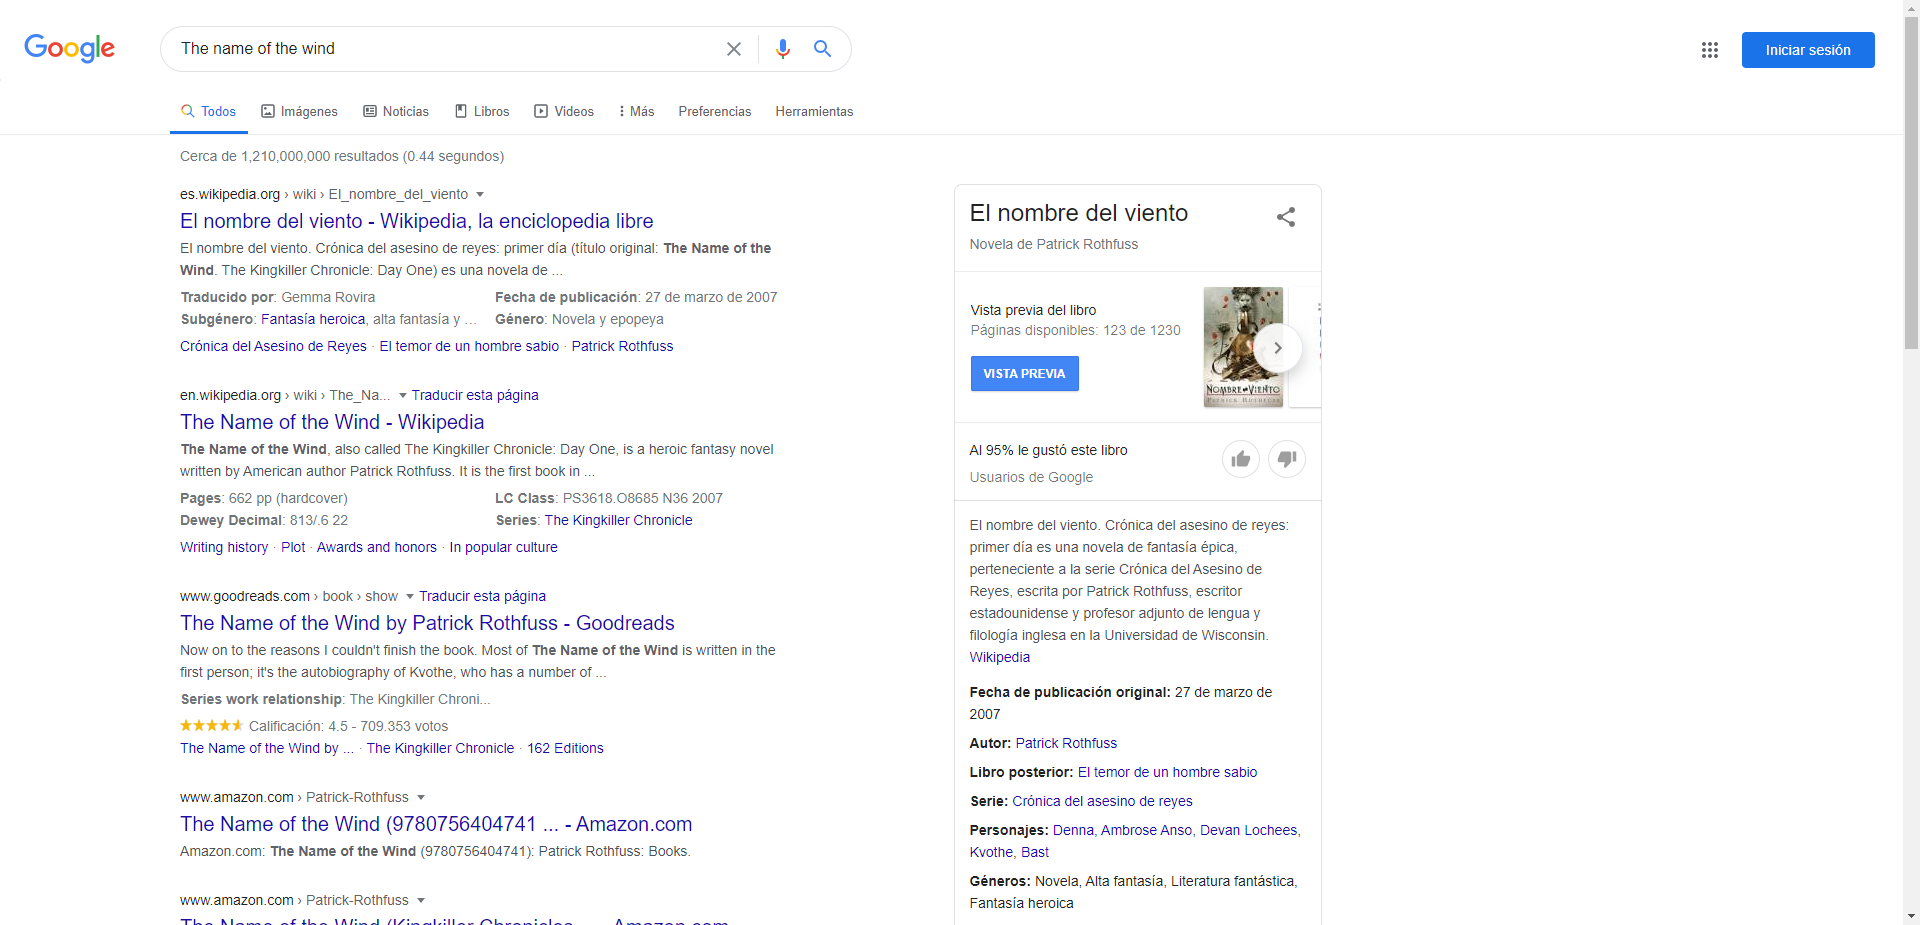 Google
The name of the wind
Iniciar sesión
Todos
Imágenes
Noticias
Libros
Videos
Más
Preferencias
Herramientas
Cerca de 1,210,000,000 resultados (0.44 segundos)
es.wikipedia.org › wiki › El_nombre_del_viento
El nombre del viento - Wikipedia, la enciclopedia libre
El nombre del viento. Crónica del asesino de reyes: primer día (título original: The Name of the
Wind. The Kingkiller Chronicle: Day One) es una novela de ...
Traducido por: Gemma Rovira
Fecha de publicación: 27 de marzo de 2007
Subgénero: Fantasía heroica, alta fantasía y ...
Género: Novela y epopeya
Crónica del Asesino de Reyes · El temor de un hombre sabio · Patrick Rothfuss
en.wikipedia.org › wiki › The_Na... Traducir esta página
The Name of the Wind - Wikipedia
The Name of the Wind, also called The Kingkiller Chronicle: Day One, is a heroic fantasy novel
written by American author Patrick Rothfuss. It is the first book in ...
Pages: 662 pp (hardcover)
LC Class: PS3618.O8685 N36 2007
Dewey Decimal: 813/.6 22
Series: The Kingkiller Chronicle
Writing history · Plot · Awards and honors · In popular culture
www.goodreads.com › book › show Traducir esta página
The Name of the Wind by Patrick Rothfuss - Goodreads
Now on to the reasons I couldn't finish the book. Most of The Name of the Wind is written in the
first person; it's the autobiography of Kvothe, who has a number of ...
Series work relationship: The Kingkiller Chroni...
Calificación: 4.5 - 709.353 votos
The Name of the Wind by ... · The Kingkiller Chronicle · 162 Editions
www.amazon.com › Patrick-Rothfuss
The Name of the Wind (9780756404741 ... - Amazon.com
Amazon.com: The Name of the Wind (9780756404741): Patrick Rothfuss: Books.
www.amazon.com › Patrick-Rothfuss
The Name of the Wind (Kingkiller Chronicles ... - Amazon.com
El nombre del viento
Novela de Patrick Rothfuss
Vista previa del libro
Páginas disponibles: 123 de 1230
VISTA PREVIA
NOMBRE DEL VIENTO
PATRICK ROTHFUSS
Al 95% le gustó este libro
Usuarios de Google
El nombre del viento. Crónica del asesino de reyes:
primer día es una novela de fantasía épica,
perteneciente a la serie Crónica del Asesino de
Reyes, escrita por Patrick Rothfuss, escritor
estadounidense y profesor adjunto de lengua y
filología inglesa en la Universidad de Wisconsin.
Wikipedia
Fecha de publicación original: 27 de marzo de
2007
Autor: Patrick Rothfuss
Libro posterior: El temor de un hombre sabio
Serie: Crónica del asesino de reyes
Personajes: Denna, Ambrose Anso, Devan Lochees,
Kvothe, Bast
Géneros: Novela, Alta fantasía, Literatura fantástica,
Fantasía heroica